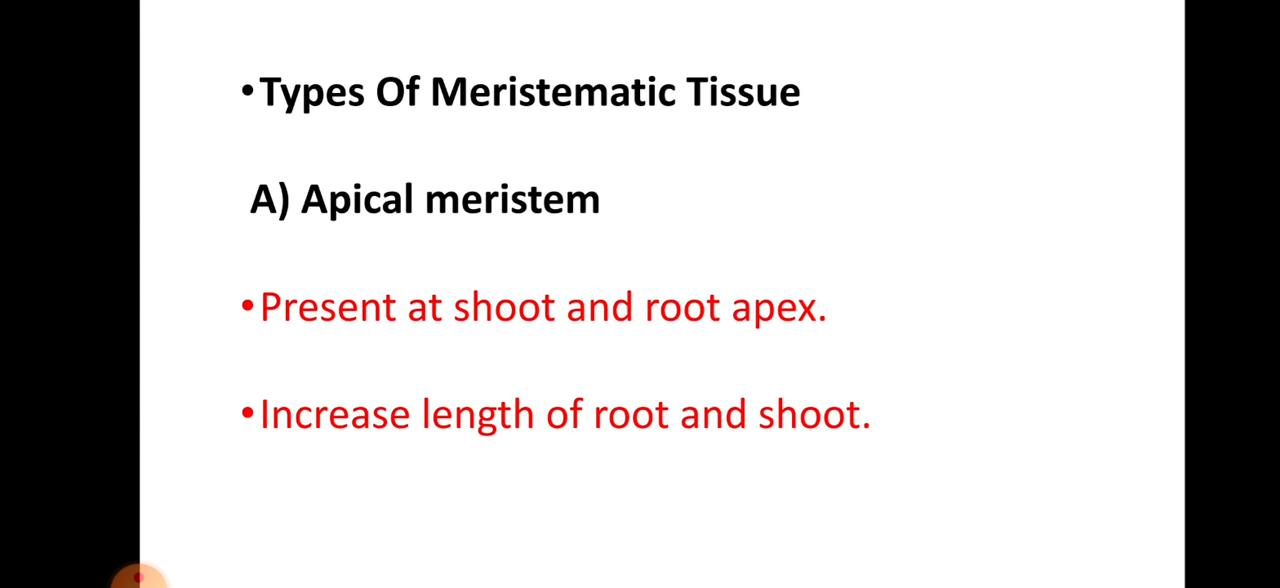 •Types Of Meristematic Tissue
A) Apical meristem
•Present at shoot and root apex.
•Increase length of root and shoot.